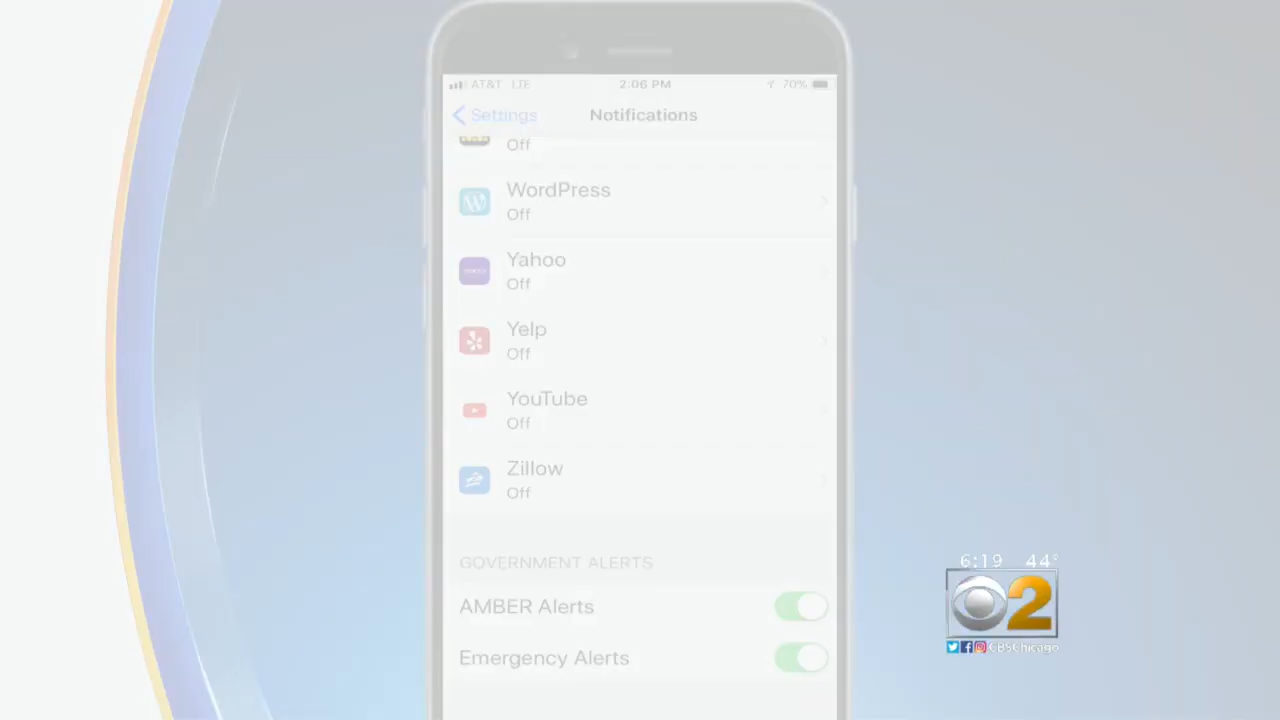 AT&T LTE 2:06 PM 70%
Settings Notifications
Off
WordPress
Off
Yahoo
Off
Yelp
Off
YouTube
Off
Zillow
Off
GOVERNMENT ALERTS
AMBER Alerts
Emergency Alerts
6:19 44°
2
CBSChicago